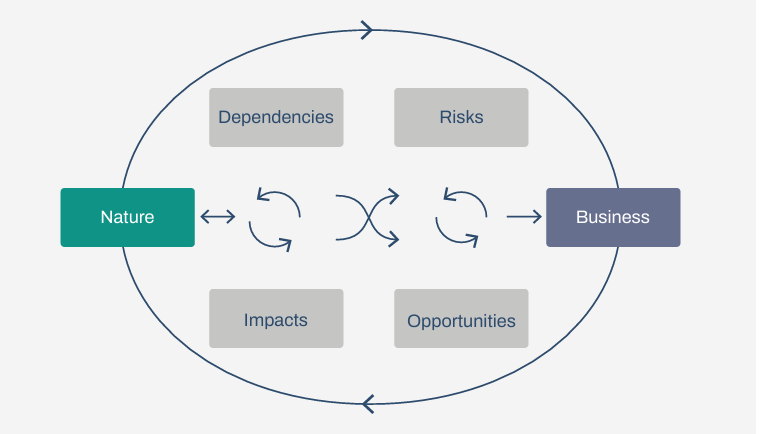 Dependencies
Risks
Nature
Business
Impacts
Opportunities